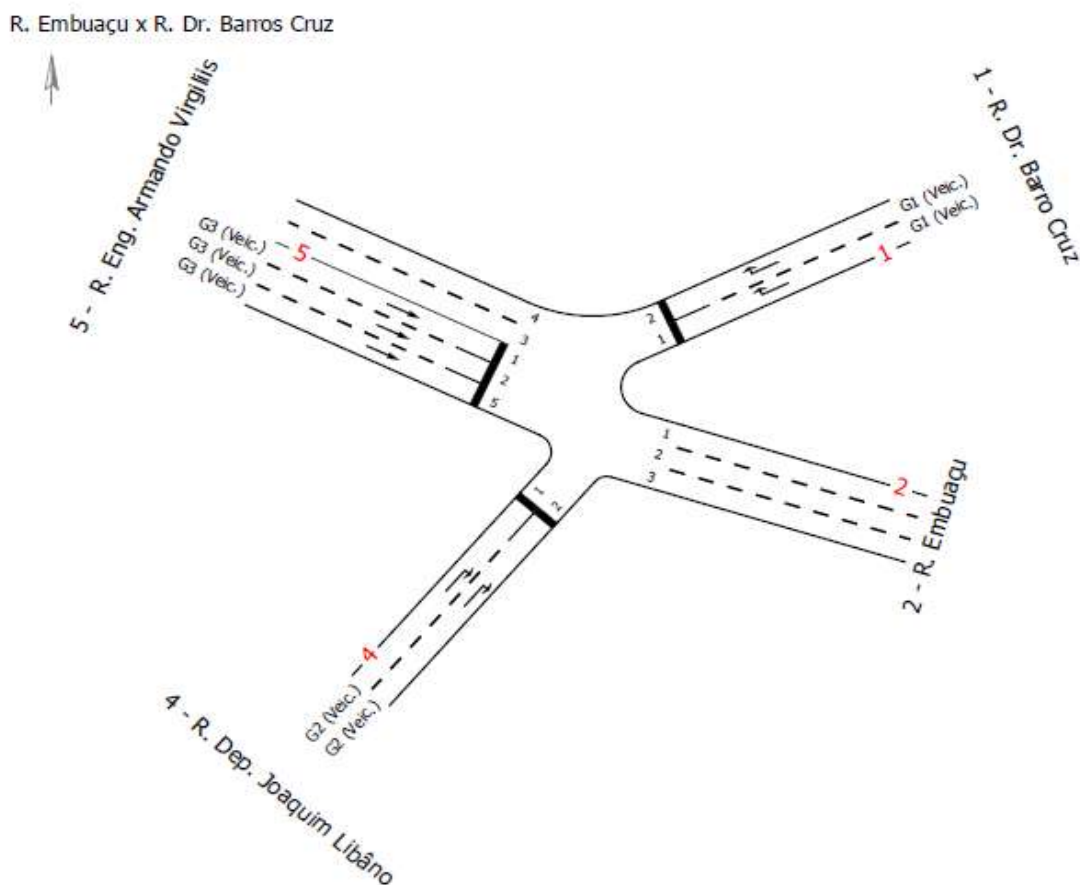 R. Embuaçu x R. Dr. Barros Cruz
5 - R. Eng. Armando Virgiliis
1 - R. Dr. Barro Cruz
G1 (Veic.)
G1 (Veic.)
1
G3 (Veic.)
G3 (Veic.)
G3 (Veic.)
5
4
3
1
2
5
2
1
1
2
3
2
2 - R. Embuaçu
1
2
4
G2 (Veic.)
G2 (Veic.)
4 - R. Dep. Joaquim Libâno